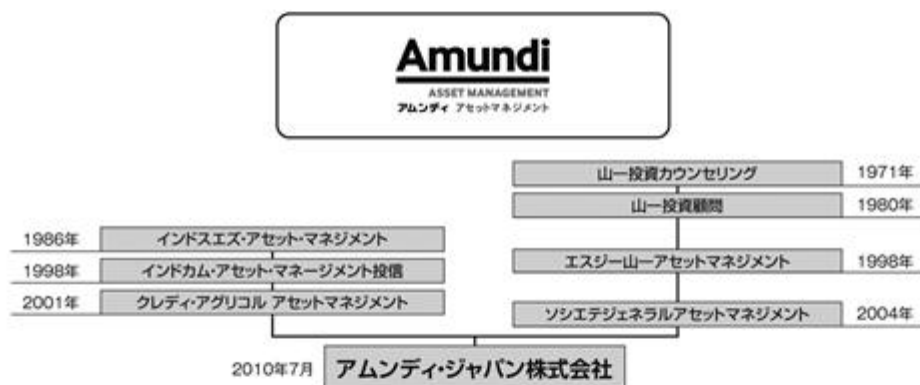 Amundi
ASSET MANAGEMENT
アムンディ アセットマネジメント
山一投資カウンセリング 1971年
山一投資顧問 1980年
1986年 インドスエズ・アセット・マネジメント
1998年 インドカム・アセット・マネージメント投信
エスジー山一アセットマネジメント 1998年
2001年 クレディ・アグリコル アセットマネジメント
ソシエテジェネラルアセットマネジメント 2004年
2010年7月 アムンディ・ジャパン株式会社